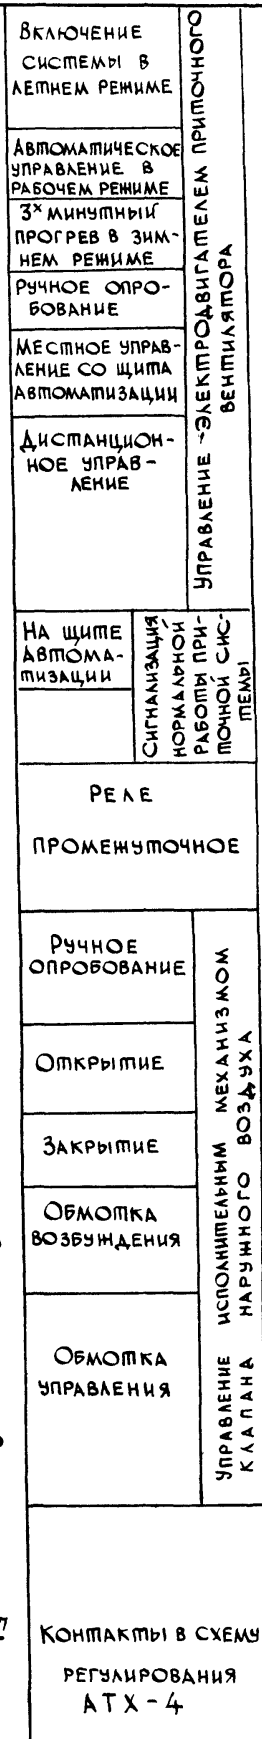 Включение
системы в
летнем режиме
Автоматическое
управление в
рабочем режиме
3х минутный
прогрев в зим-
нем режиме
Ручное опро-
бование
Местное управ-
ление со щита
автоматизации
Дистанцион-
ное управ-
ление
Управление электродвигателем приточного
вентилятора
На щите
автома-
тизации
Сигнализация
нормальной
работы при-
точной сис-
темы
Реле
промежуточное
Ручное
опробование
Открытие
Закрытие
Обмотка
возбуждения
Обмотка
управления
Управление исполнительным механизмом
клапана наружного воздуха
Контакты в схему
регулирования
АТХ-4